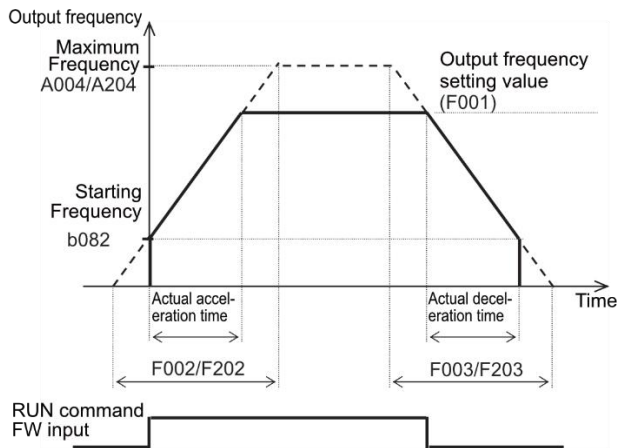 Output frequency
Maximum
Frequency
A004/A204
Output frequency
setting value
(F001)
Starting
Frequency
b082
Time
Actual accel-
eration time
Actual decel-
eration time
F002/F202
F003/F203
RUN command
FW input